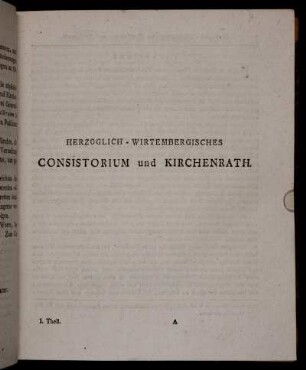 HERZOGLICH-WIRTEMBERGISCHES
CONSISTORIUM und KIRCHENRATH.
I. Theil.
A